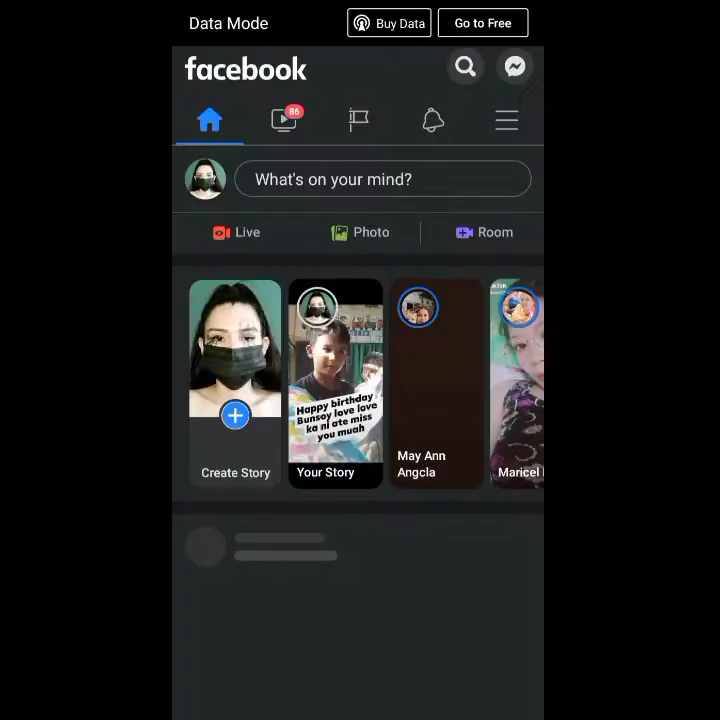 Data Mode
Buy Data
Go to Free
facebook
86
What's on your mind?
Live
Photo
Room
Happy birthday
Bunsoy love love
ka ni ate miss
you muah
Create Story
Your Story
May Ann
Angcla
Maricel